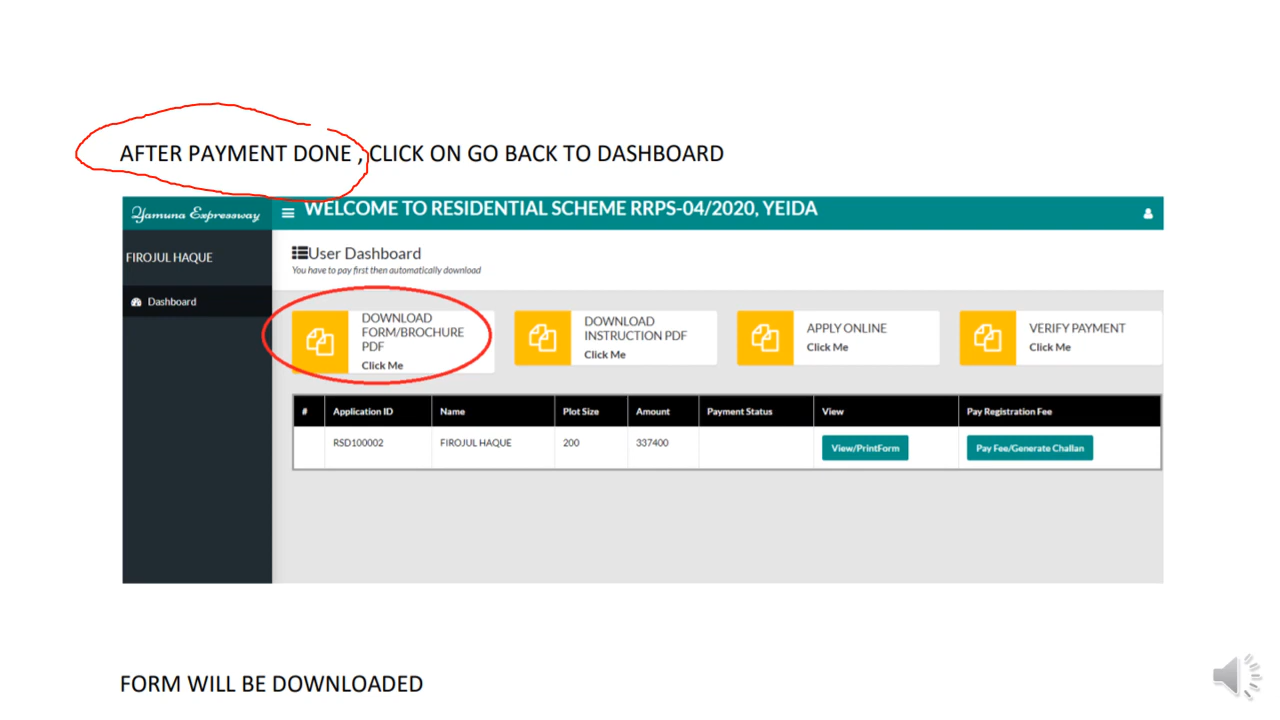 AFTER PAYMENT DONE , CLICK ON GO BACK TO DASHBOARD
Yamuna Expressway
WELCOME TO RESIDENTIAL SCHEME RRPS-04/2020, YEIDA
FIROJUL HAQUE
Dashboard
User Dashboard
You have to pay first then automatically download
DOWNLOAD
FORM/BROCHURE
PDF
Click Me
DOWNLOAD
INSTRUCTION PDF
Click Me
APPLY ONLINE
Click Me
VERIFY PAYMENT
Click Me
# Application ID Name Plot Size Amount Payment Status View Pay Registration Fee
RSD100002 FIROJUL HAQUE 200 337400 View/PrintForm Pay Fee/Generate Challan
FORM WILL BE DOWNLOADED